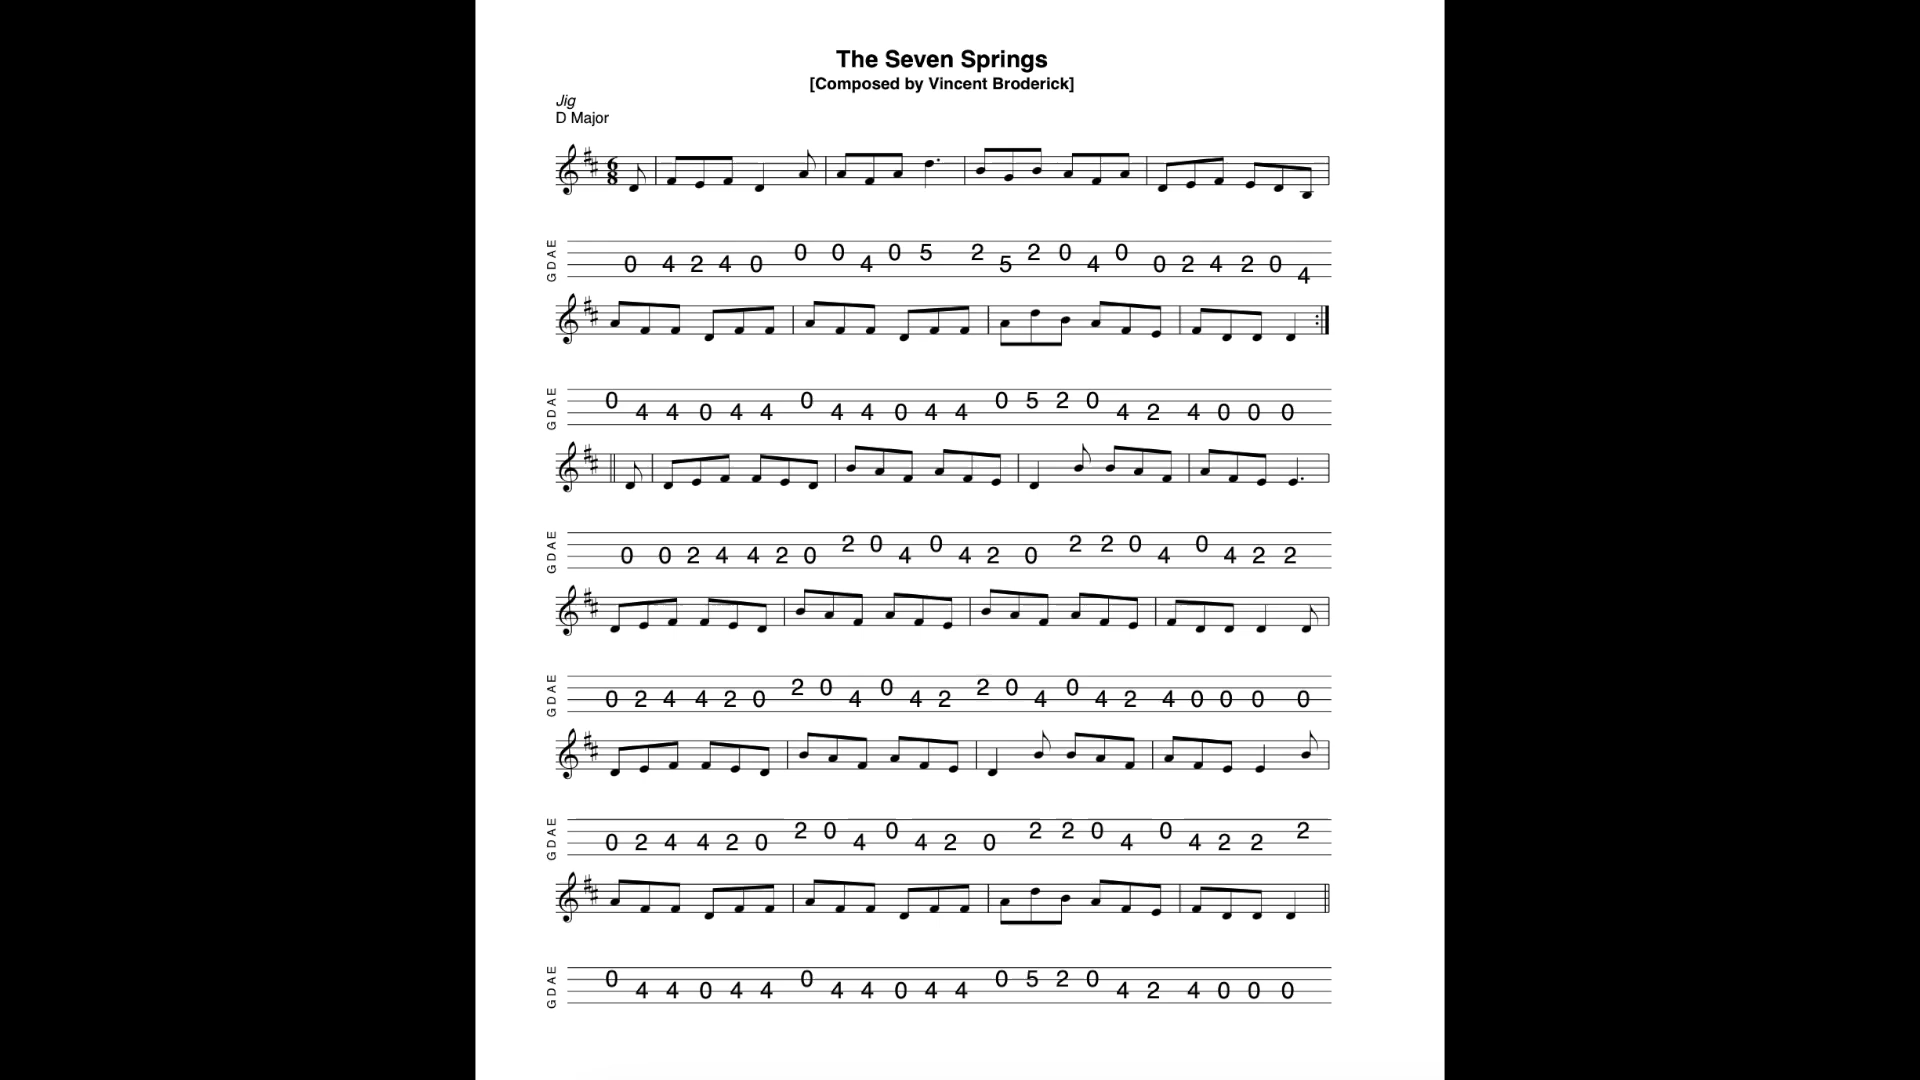 The Seven Springs
[Composed by Vincent Broderick]
Jig
D Major
6
8
G D A E
0 4 2 4 0 0 0 4 0 5 2 5 2 0 4 0 0 2 4 2 0 4
G D A E
0 4 4 0 4 4 0 4 4 0 4 4 0 5 2 0 4 2 4 0 0 0
G D A E
0 0 2 4 4 2 0 2 0 4 0 4 2 0 2 2 0 4 0 4 2 2
G D A E
0 2 4 4 2 0 2 0 4 0 4 2 2 0 4 0 4 2 4 0 0 0 0
G D A E
0 2 4 4 2 0 2 0 4 0 4 2 0 2 2 0 4 0 4 2 2 2
G D A E
0 4 4 0 4 4 0 4 4 0 4 4 0 5 2 0 4 2 4 0 0 0